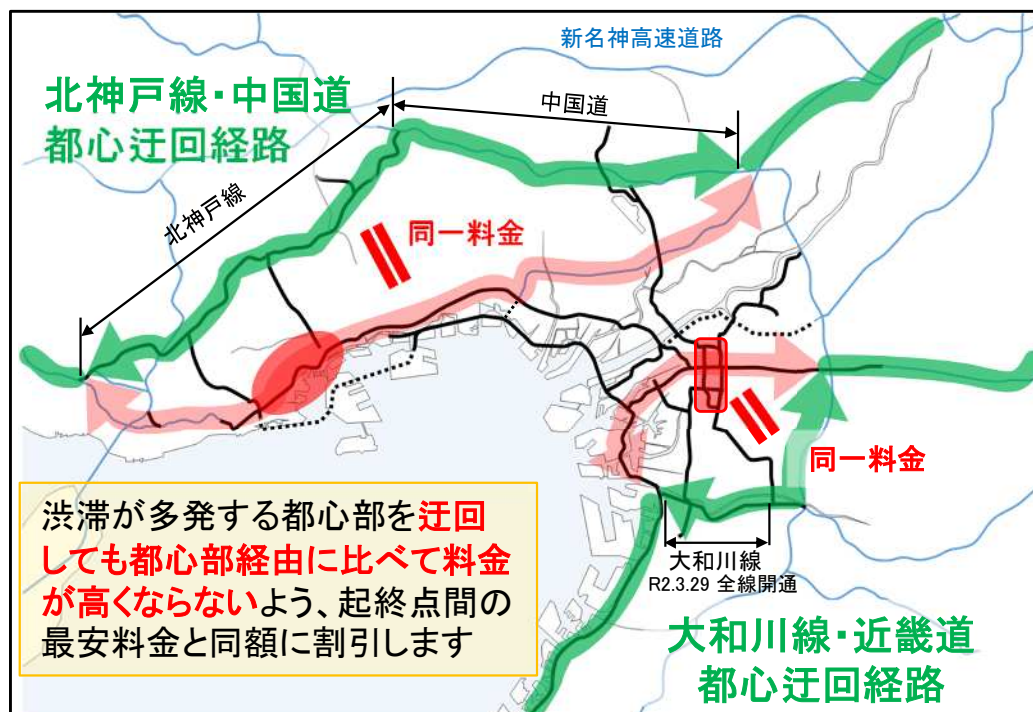 新名神高速道路
北神戸線・中国道
都心迂回経路
中国道
北神戸線
同一料金
同一料金
渋滞が多発する都心部を迂回
しても都心部経由に比べて料金
が高くならないよう、起終点間の
最安料金と同額に割引します
大和川線
R2.3.29 全線開通
大和川線・近畿道
都心迂回経路